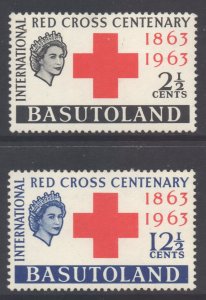 INTERNATIONAL
RED CROSS CENTENARY
1863
1963
2½
CENTS
BASUTOLAND
INTERNATIONAL
RED CROSS CENTENARY
1863
1963
12½
CENTS
BASUTOLAND